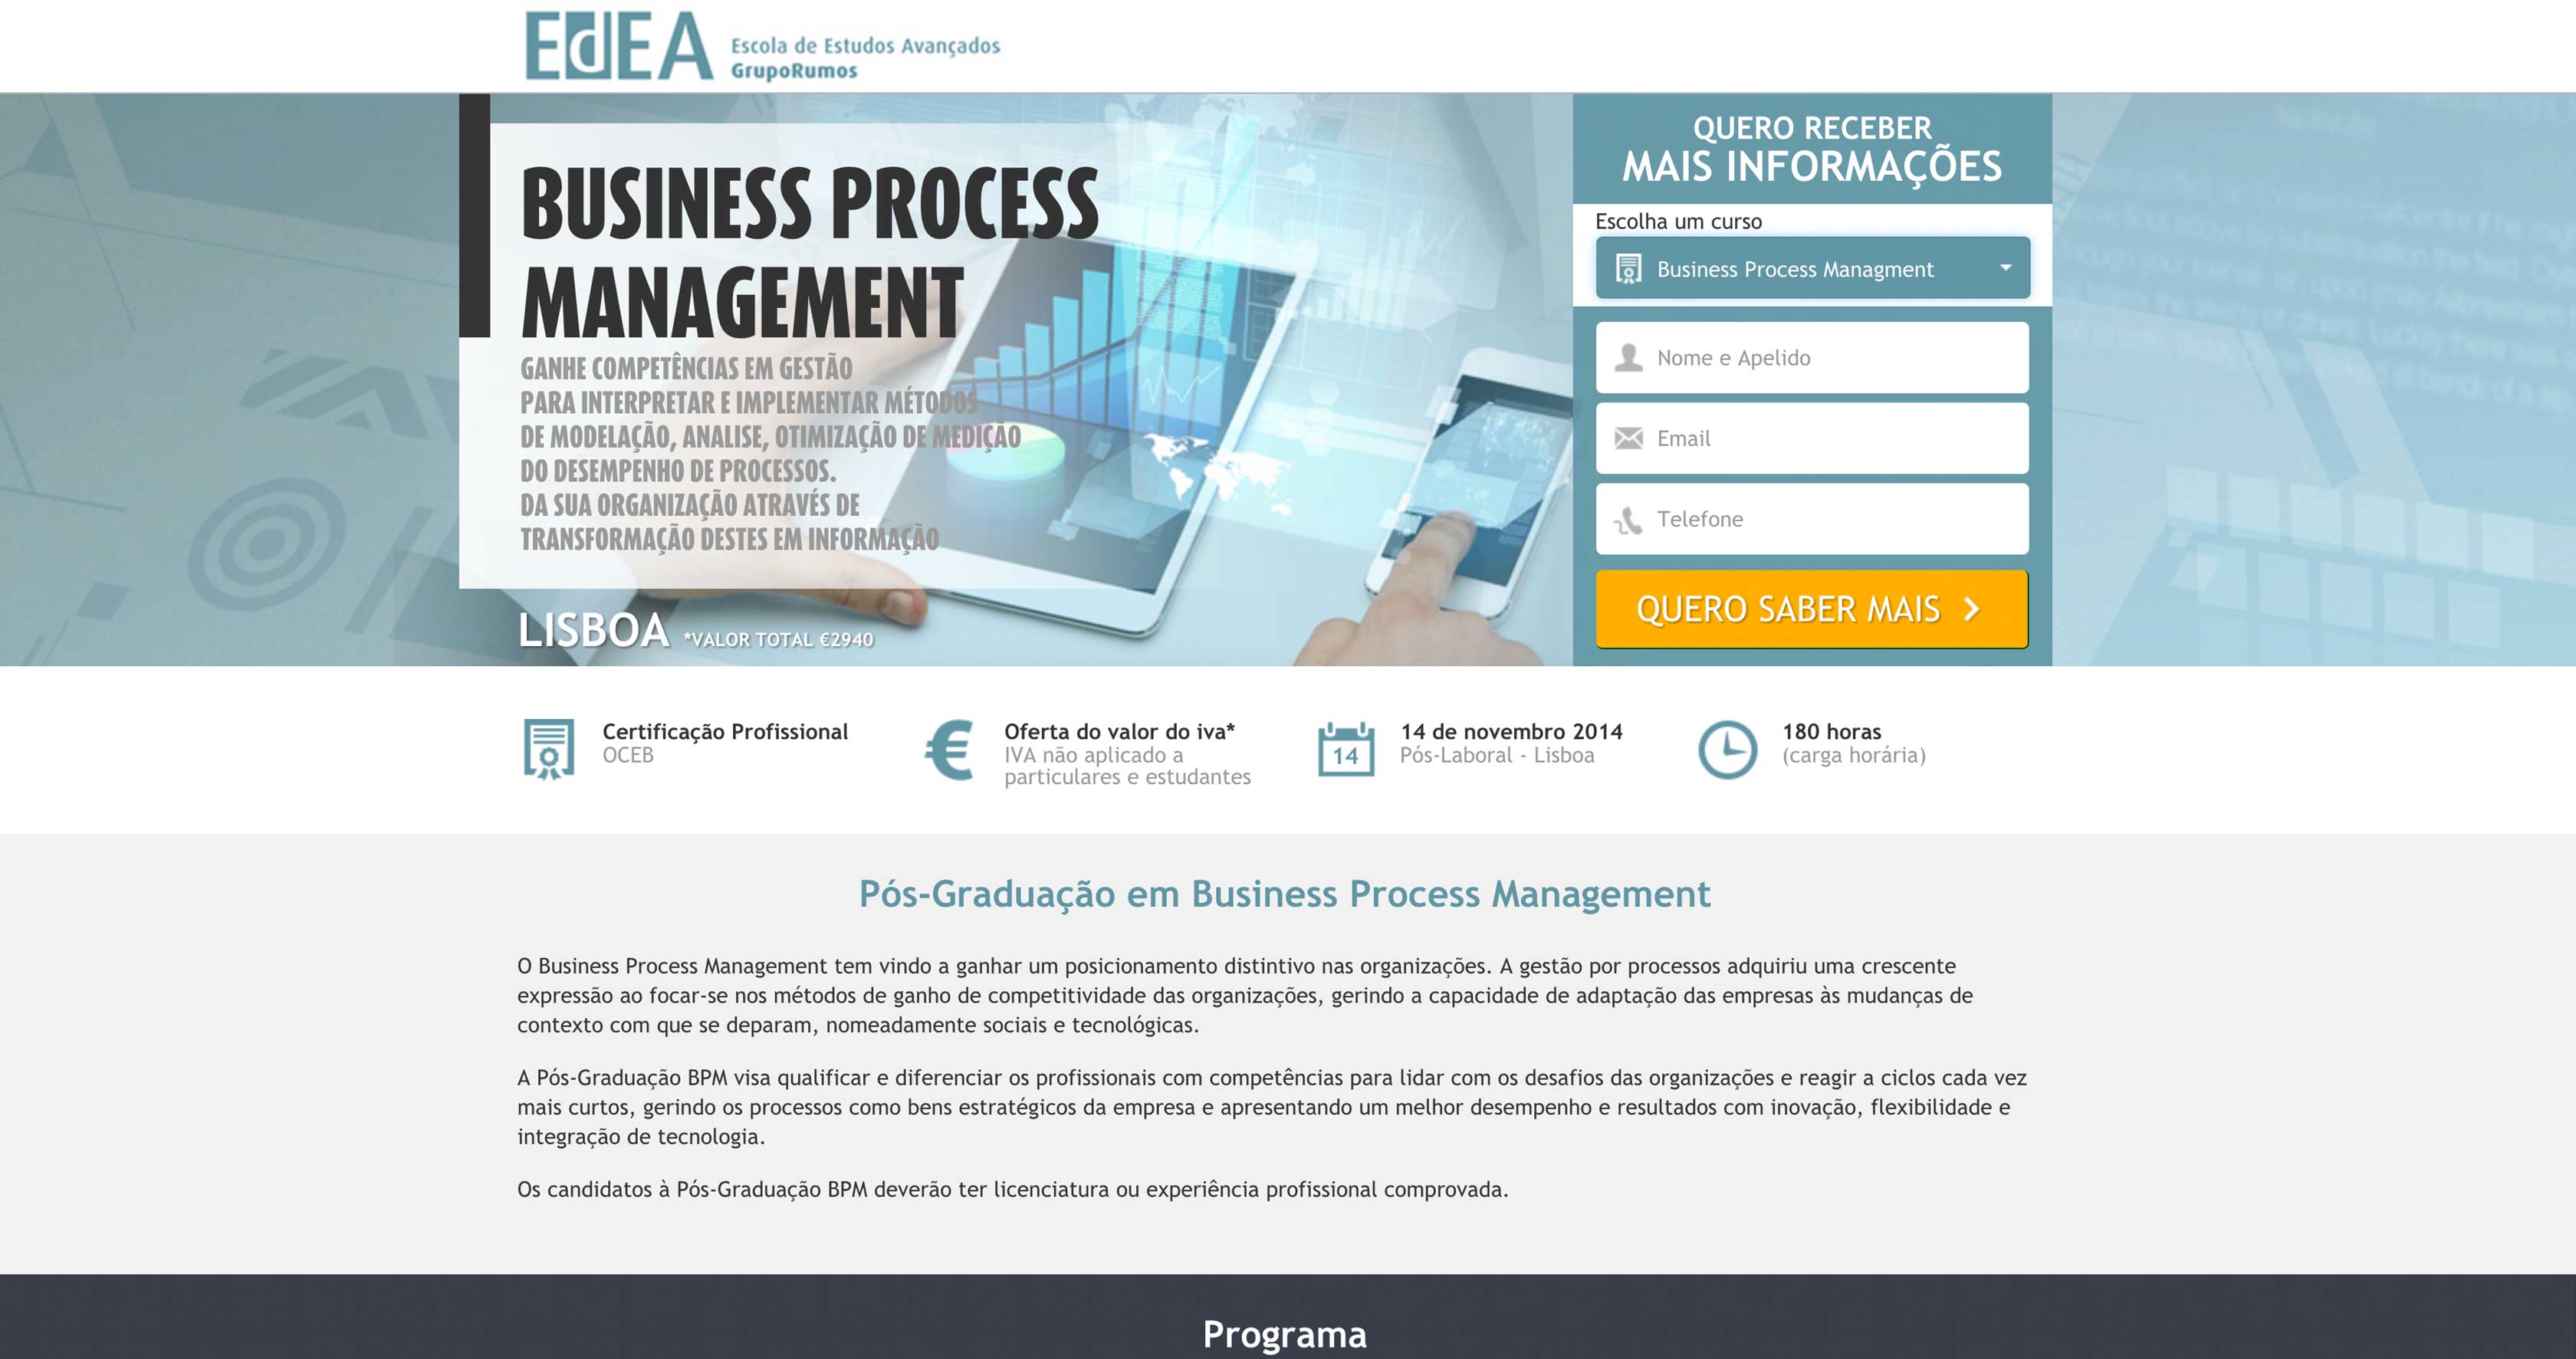 EdEA
Escola de Estudos Avançados
GrupoRumos
BUSINESS PROCESS
MANAGEMENT
GANHE COMPETÊNCIAS EM GESTÃO
PARA INTERPRETAR E IMPLEMENTAR MÉTODOS
DE MODELAÇÃO, ANALISE, OTIMIZAÇÃO DE MEDIÇÃO
DO DESEMPENHO DE PROCESSOS.
DA SUA ORGANIZAÇÃO ATRAVÉS DE
TRANSFORMAÇÃO DESTES EM INFORMAÇÃO
LISBOA *VALOR TOTAL €2940
QUERO RECEBER
MAIS INFORMAÇÕES
Escolha um curso
Business Process Managment
Nome e Apelido
Email
Telefone
QUERO SABER MAIS
Certificação Profissional
OCEB
Oferta do valor do iva*
IVA não aplicado a
particulares e estudantes
14
14 de novembro 2014
Pós-Laboral - Lisboa
180 horas
(carga horária)
Pós-Graduação em Business Process Management
O Business Process Management tem vindo a ganhar um posicionamento distintivo nas organizações. A gestão por processos adquiriu uma crescente
expressão ao focar-se nos métodos de ganho de competitividade das organizações, gerindo a capacidade de adaptação das empresas às mudanças de
contexto com que se deparam, nomeadamente sociais e tecnológicas.
A Pós-Graduação BPM visa qualificar e diferenciar os profissionais com competências para lidar com os desafios das organizações e reagir a ciclos cada vez
mais curtos, gerindo os processos como bens estratégicos da empresa e apresentando um melhor desempenho e resultados com inovação, flexibilidade e
integração de tecnologia.
Os candidatos à Pós-Graduação BPM deverão ter licenciatura ou experiência profissional comprovada.
Programa